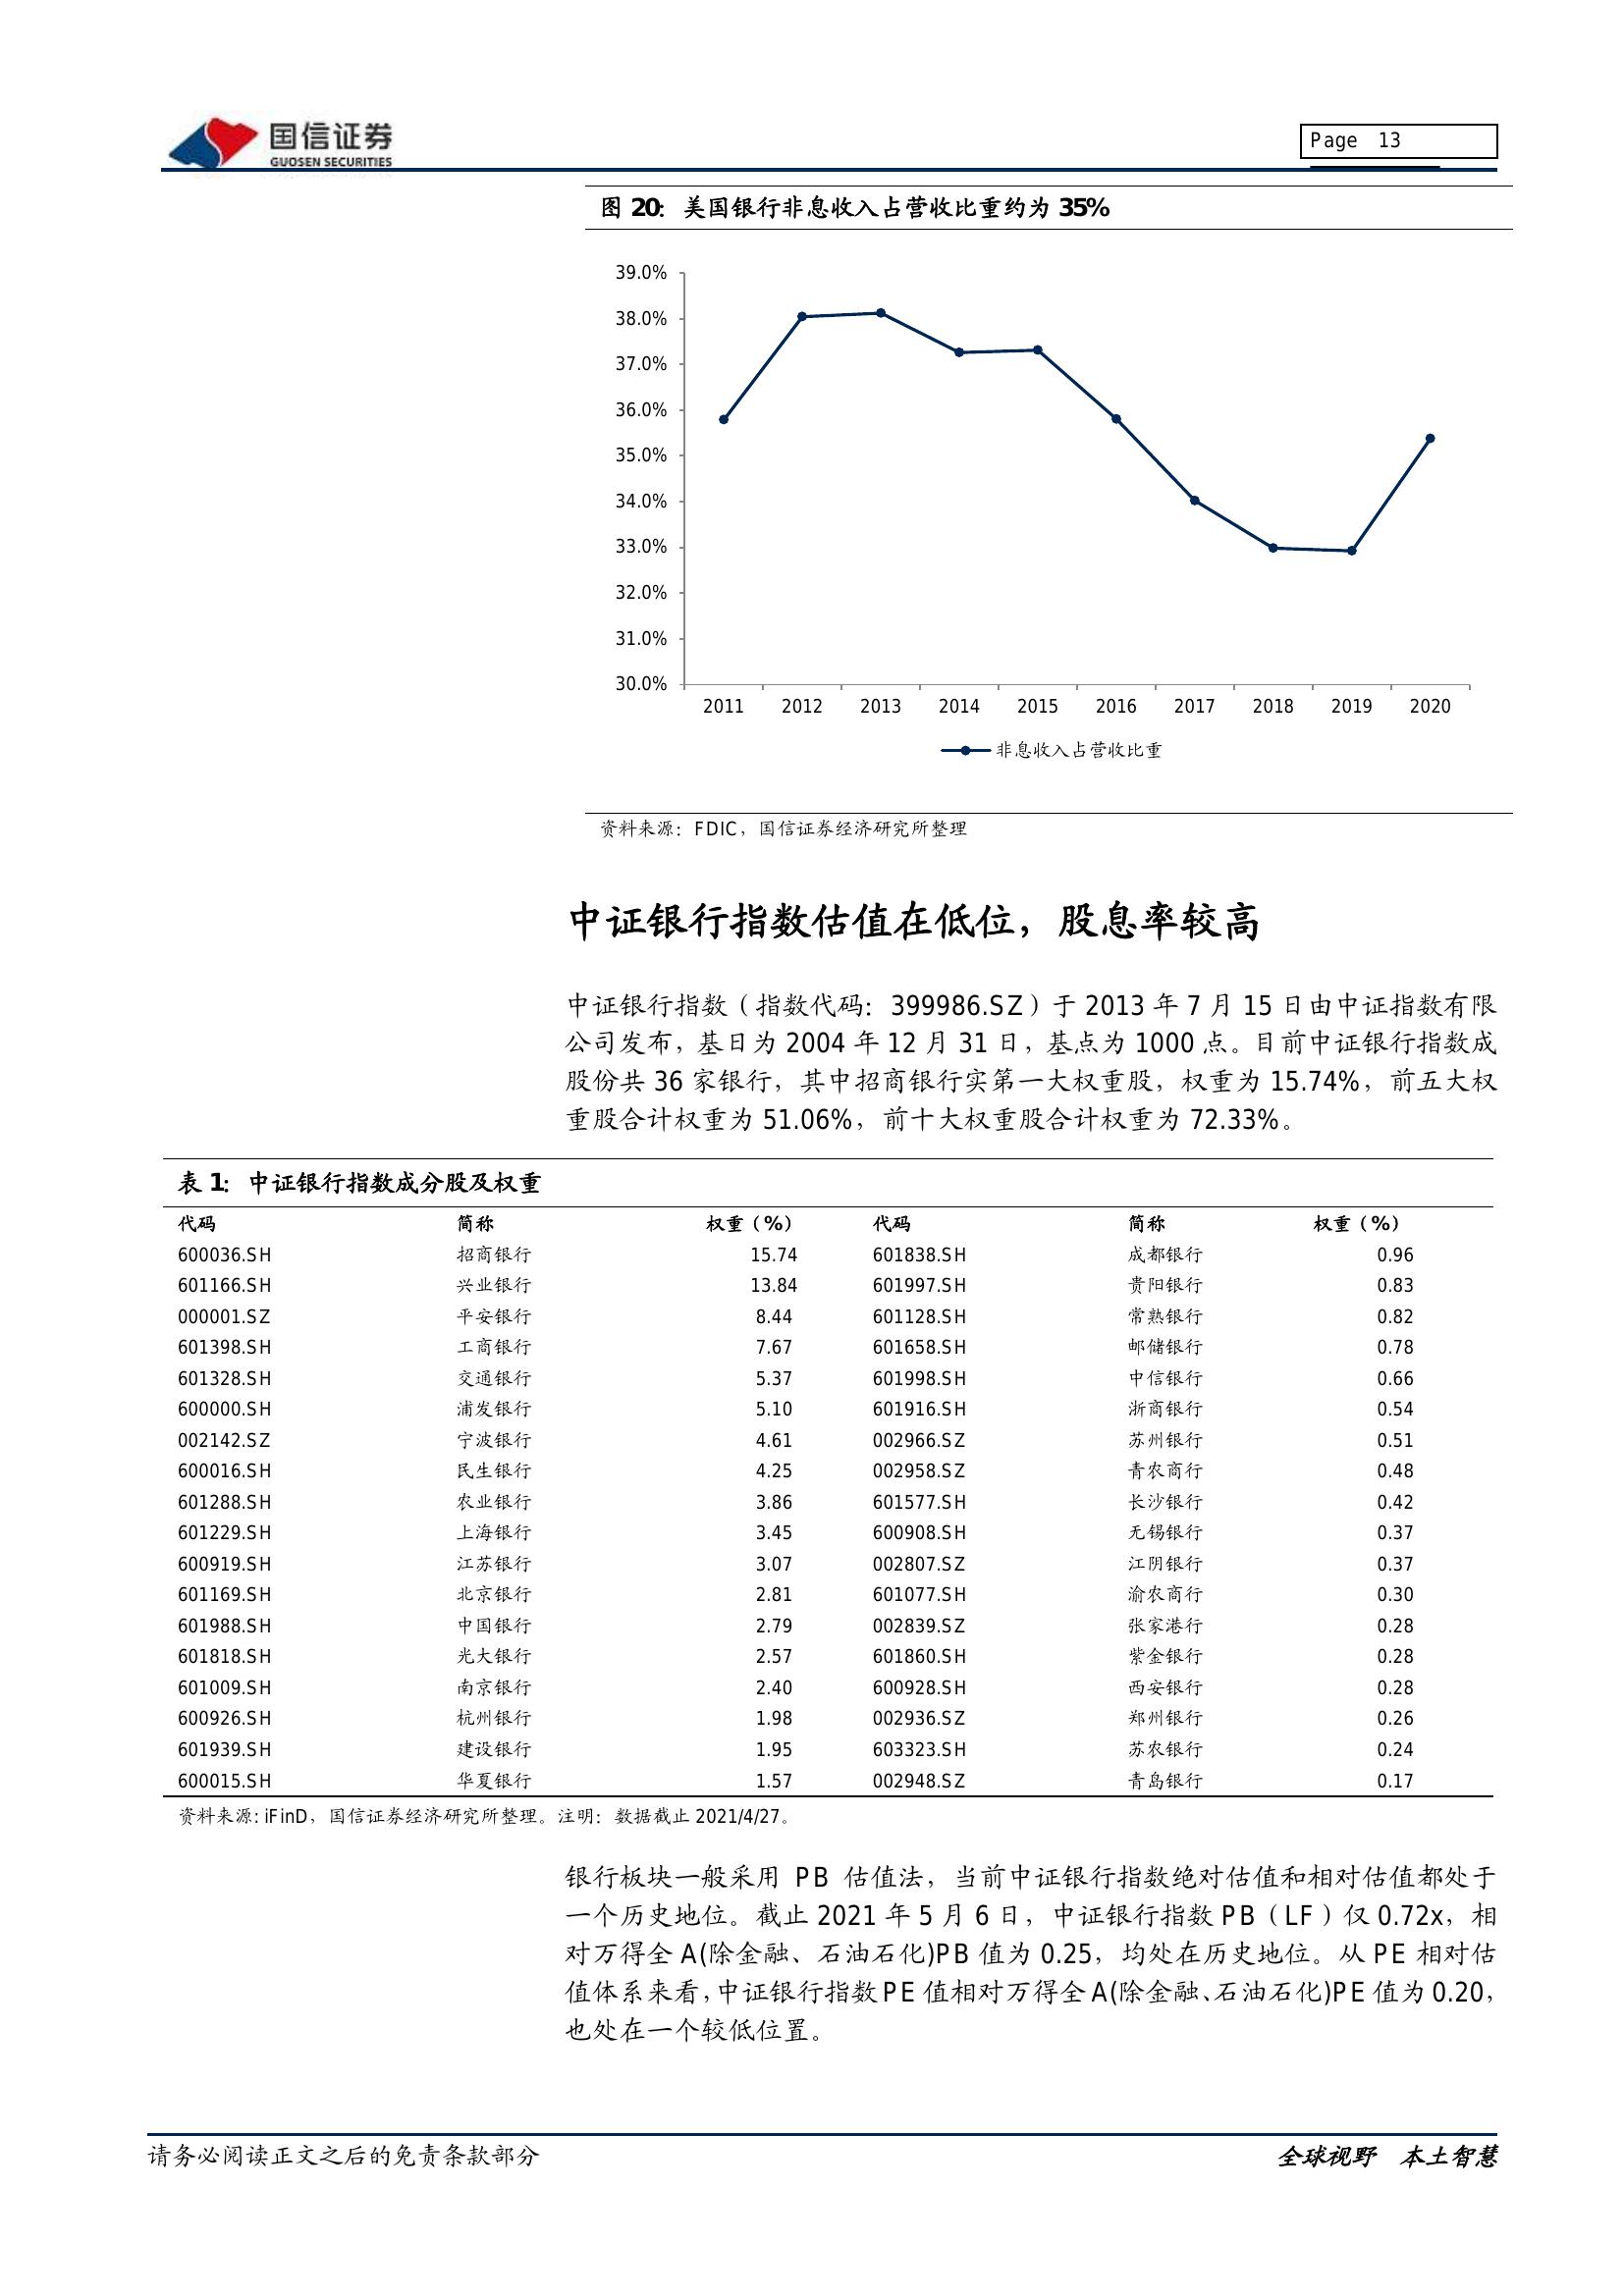 国信证券
GUOSEN SECURITIES
Page 13
图 20：美国银行非息收入占营收比重约为 35%
39.0%
38.0%
37.0%
36.0%
35.0%
34.0%
33.0%
32.0%
31.0%
30.0%
2011 2012 2013 2014 2015 2016 2017 2018 2019 2020
非息收入占营收比重
资料来源：FDIC，国信证券经济研究所整理
中证银行指数估值在低位，股息率较高
中证银行指数（指数代码：399986.SZ）于 2013 年 7 月 15 日由中证指数有限
公司发布，基日为 2004 年 12 月 31 日，基点为 1000 点。目前中证银行指数成
股份共 36 家银行，其中招商银行实第一大权重股，权重为 15.74%，前五大权
重股合计权重为 51.06%，前十大权重股合计权重为 72.33%。
表 1：中证银行指数成分股及权重
代码 简称 权重（%） 代码 简称 权重（%）
600036.SH 招商银行 15.74 601838.SH 成都银行 0.96
601166.SH 兴业银行 13.84 601997.SH 贵阳银行 0.83
000001.SZ 平安银行 8.44 601128.SH 常熟银行 0.82
601398.SH 工商银行 7.67 601658.SH 邮储银行 0.78
601328.SH 交通银行 5.37 601998.SH 中信银行 0.66
600000.SH 浦发银行 5.10 601916.SH 浙商银行 0.54
002142.SZ 宁波银行 4.61 002966.SZ 苏州银行 0.51
600016.SH 民生银行 4.25 002958.SZ 青农商行 0.48
601288.SH 农业银行 3.86 601577.SH 长沙银行 0.42
601229.SH 上海银行 3.45 600908.SH 无锡银行 0.37
600919.SH 江苏银行 3.07 002807.SZ 江阴银行 0.37
601169.SH 北京银行 2.81 601077.SH 渝农商行 0.30
601988.SH 中国银行 2.79 002839.SZ 张家港行 0.28
601818.SH 光大银行 2.57 601860.SH 紫金银行 0.28
601009.SH 南京银行 2.40 600928.SH 西安银行 0.28
600926.SH 杭州银行 1.98 002936.SZ 郑州银行 0.26
601939.SH 建设银行 1.95 603323.SH 苏农银行 0.24
600015.SH 华夏银行 1.57 002948.SZ 青岛银行 0.17
资料来源: iFinD，国信证券经济研究所整理。注明：数据截止 2021/4/27。
银行板块一般采用 PB 估值法，当前中证银行指数绝对估值和相对估值都处于
一个历史地位。截止 2021 年 5 月 6 日，中证银行指数 PB（LF）仅 0.72x，相
对万得全 A(除金融、石油石化)PB 值为 0.25，均处在历史地位。从 PE 相对估
值体系来看，中证银行指数 PE 值相对万得全 A(除金融、石油石化)PE 值为 0.20，
也处在一个较低位置。
请务必阅读正文之后的免责条款部分
全球视野 本土智慧